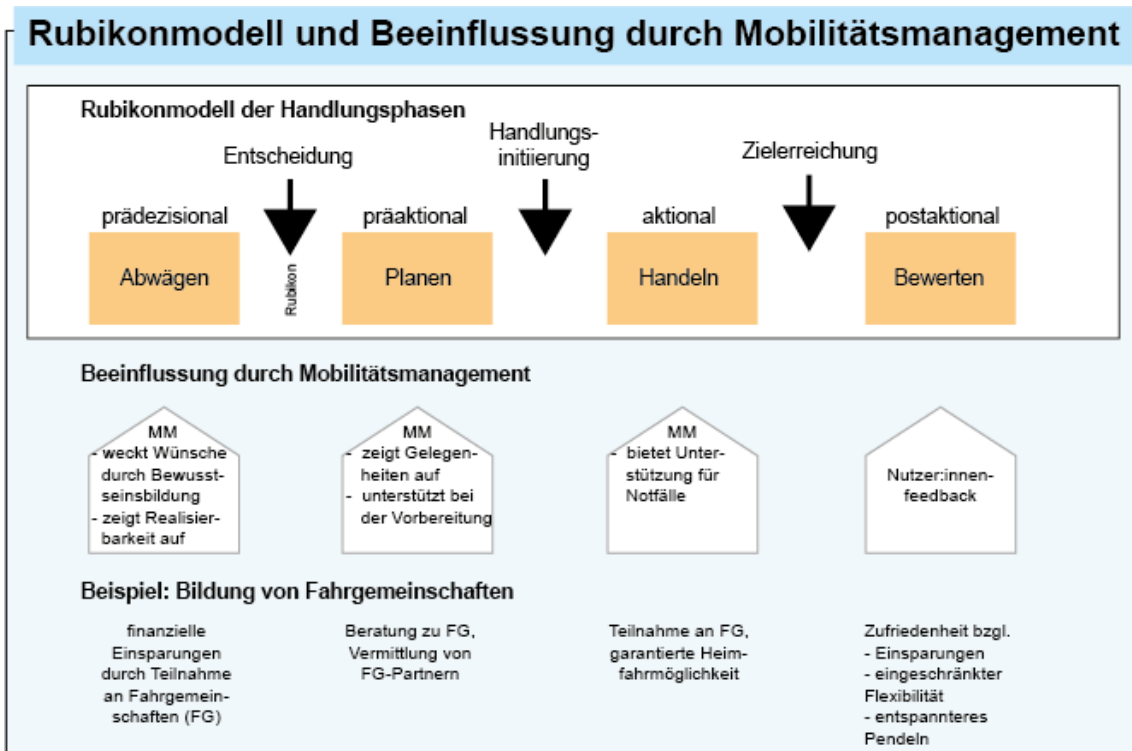 Rubikonmodell und Beeinflussung durch Mobilitätsmanagement
Rubikonmodell der Handlungsphasen
Entscheidung
Handlungs-
initiierung
Zielerreichung
prädezisional
präaktional
aktional
postaktional
Abwägen
Rubikon
Planen
Handeln
Bewerten
Beeinflussung durch Mobilitätsmanagement
MM
- weckt Wünsche
durch Bewusst-
seinsbildung
- zeigt Realisier-
barkeit auf
MM
- zeigt Gelegen-
heiten auf
- unterstützt bei
der Vorbereitung
MM
- bietet Unter-
stützung für
Notfälle
Nutzer:innen-
feedback
Beispiel: Bildung von Fahrgemeinschaften
finanzielle
Einsparungen
durch Teilnahme
an Fahrgemein-
schaften (FG)
Beratung zu FG,
Vermittlung von
FG-Partnern
Teilnahme an FG,
garantierte Heim-
fahrmöglichkeit
Zufriedenheit bzgl.
- Einsparungen
- eingeschränkter
Flexibilität
- entspannteres
Pendeln